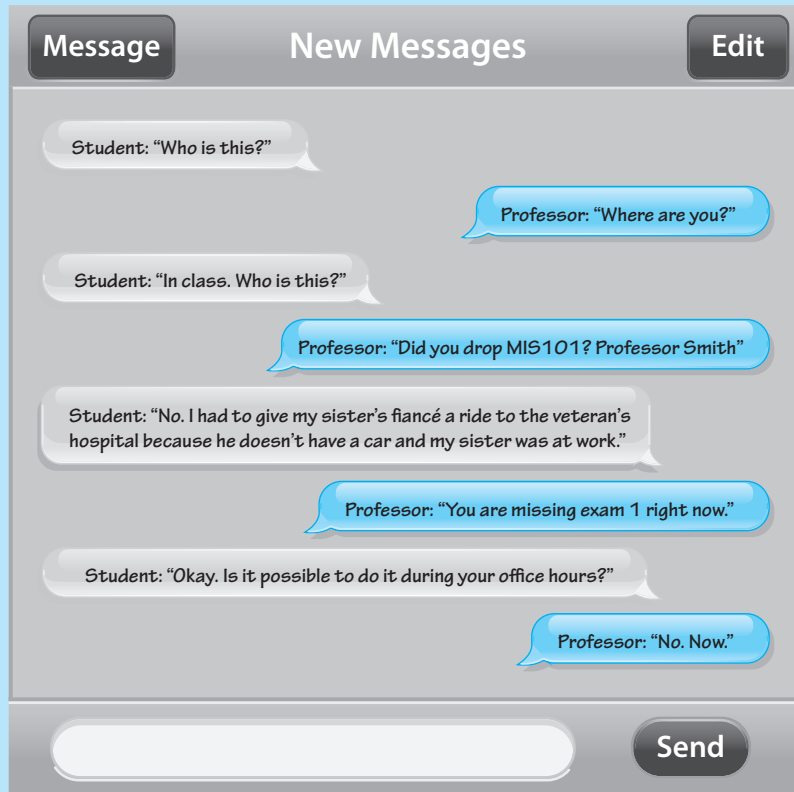 Message
New Messages
Edit
Student: “Who is this?”
Professor: “Where are you?”
Student: “In class. Who is this?”
Professor: “Did you drop MIS101? Professor Smith”
Student: “No. I had to give my sister’s fiancé a ride to the veteran’s
hospital because he doesn’t have a car and my sister was at work.”
Professor: “You are missing exam 1 right now.”
Student: “Okay. Is it possible to do it during your office hours?”
Professor: “No. Now.”
Send